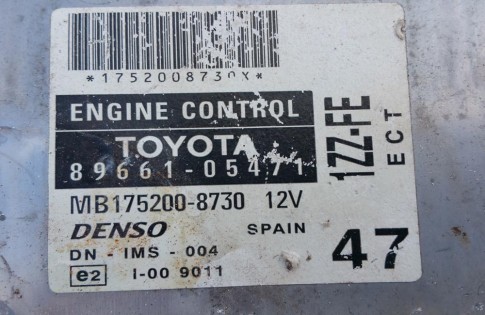 *1752008730X*
ENGINE CONTROL
TOYOTA
89661-05471
MB175200-8730 12V
DENSO SPAIN
DN - IMS - 004
e2 I-00 9011
1ZZ-FE
ECT
47